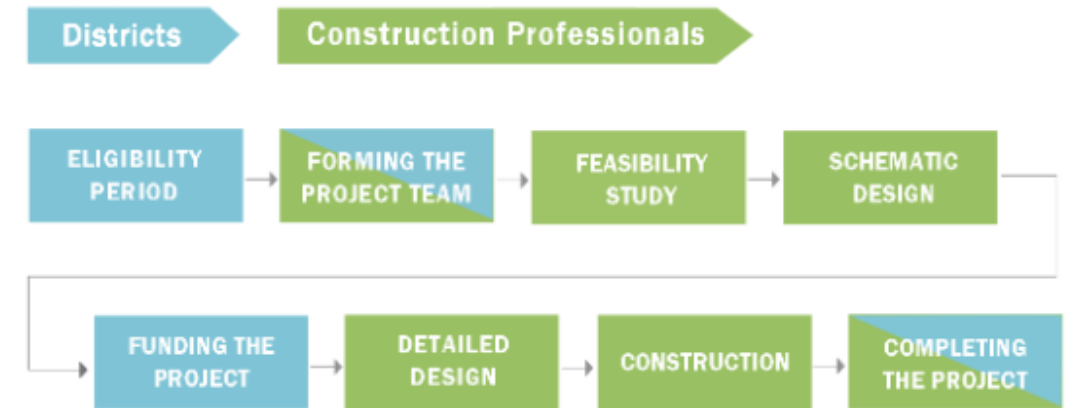 Districts
Construction Professionals
ELIGIBILITY
PERIOD
FORMING THE
PROJECT TEAM
FEASIBILITY
STUDY
SCHEMATIC
DESIGN
FUNDING THE
PROJECT
DETAILED
DESIGN
CONSTRUCTION
COMPLETING
THE PROJECT